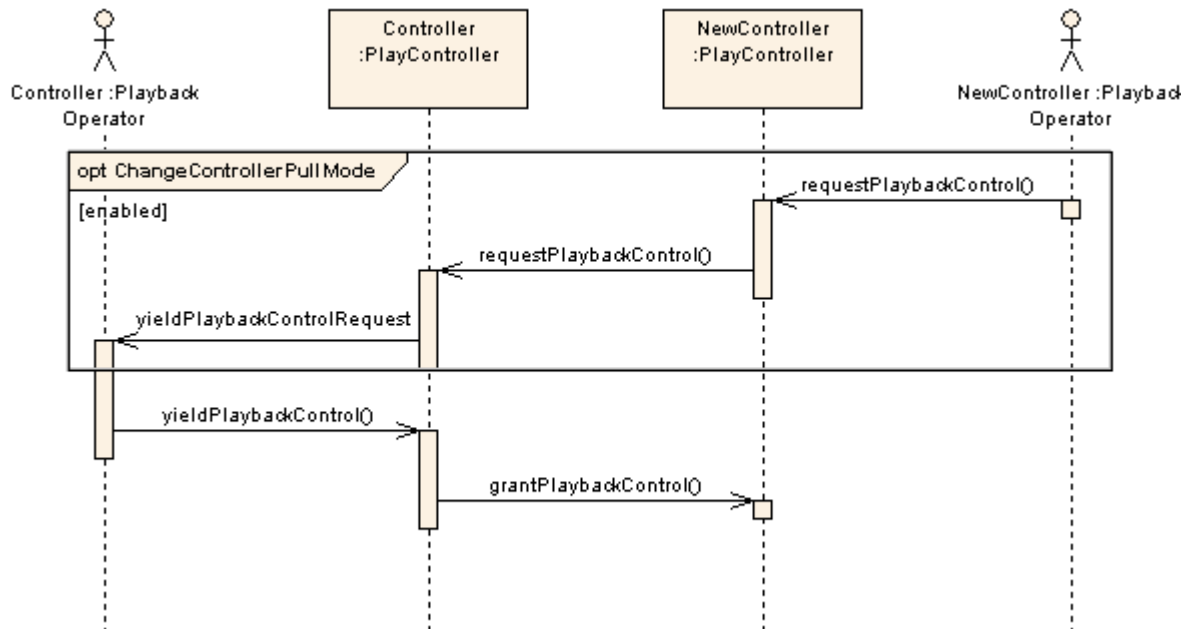 Controller :Playback
Operator
Controller
:PlayController
NewController
:PlayController
NewController :Playback
Operator
opt ChangeControllerPullMode
[enabled]
requestPlaybackControl()
requestPlaybackControl()
yieldPlaybackControlRequest
yieldPlaybackControl()
grantPlaybackControl()